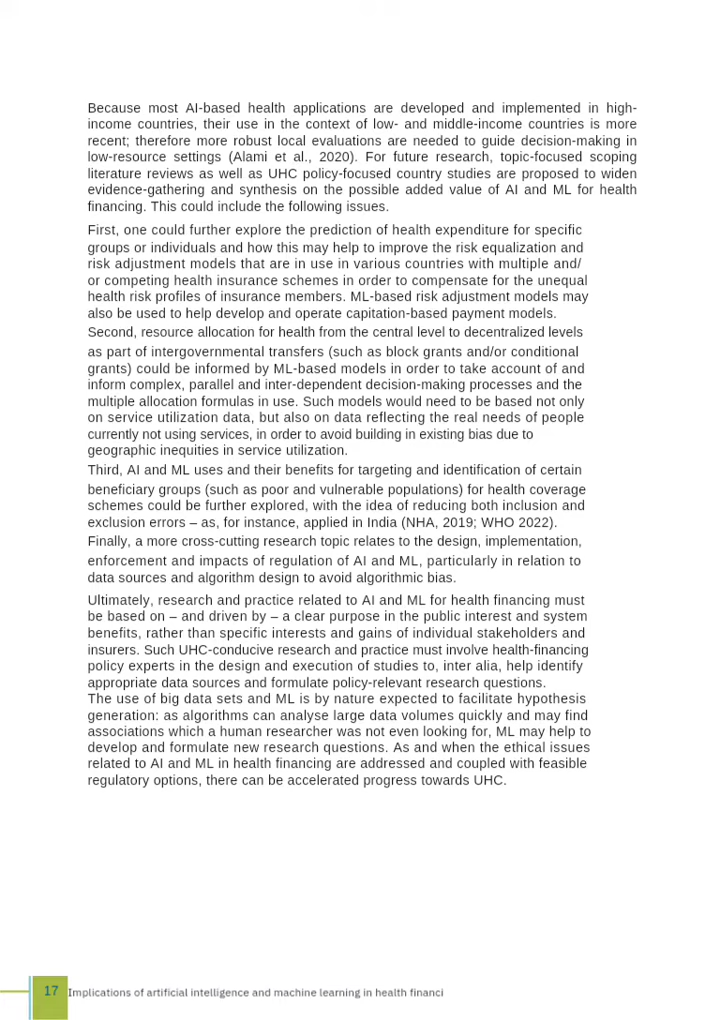 Because most AI-based health applications are developed and implemented in high-
income countries, their use in the context of low- and middle-income countries is more
recent; therefore more robust local evaluations are needed to guide decision-making in
low-resource settings (Alami et al., 2020). For future research, topic-focused scoping
literature reviews as well as UHC policy-focused country studies are proposed to widen
evidence-gathering and synthesis on the possible added value of AI and ML for health
financing. This could include the following issues.
First, one could further explore the prediction of health expenditure for specific
groups or individuals and how this may help to improve the risk equalization and
risk adjustment models that are in use in various countries with multiple and/
or competing health insurance schemes in order to compensate for the unequal
health risk profiles of insurance members. ML-based risk adjustment models may
also be used to help develop and operate capitation-based payment models.
Second, resource allocation for health from the central level to decentralized levels
as part of intergovernmental transfers (such as block grants and/or conditional
grants) could be informed by ML-based models in order to take account of and
inform complex, parallel and inter-dependent decision-making processes and the
multiple allocation formulas in use. Such models would need to be based not only
on service utilization data, but also on data reflecting the real needs of people
currently not using services, in order to avoid building in existing bias due to
geographic inequities in service utilization.
Third, AI and ML uses and their benefits for targeting and identification of certain
beneficiary groups (such as poor and vulnerable populations) for health coverage
schemes could be further explored, with the idea of reducing both inclusion and
exclusion errors – as, for instance, applied in India (NHA, 2019; WHO 2022).
Finally, a more cross-cutting research topic relates to the design, implementation,
enforcement and impacts of regulation of AI and ML, particularly in relation to
data sources and algorithm design to avoid algorithmic bias.
Ultimately, research and practice related to AI and ML for health financing must
be based on – and driven by – a clear purpose in the public interest and system
benefits, rather than specific interests and gains of individual stakeholders and
insurers. Such UHC-conducive research and practice must involve health-financing
policy experts in the design and execution of studies to, inter alia, help identify
appropriate data sources and formulate policy-relevant research questions.
The use of big data sets and ML is by nature expected to facilitate hypothesis
generation: as algorithms can analyse large data volumes quickly and may find
associations which a human researcher was not even looking for, ML may help to
develop and formulate new research questions. As and when the ethical issues
related to AI and ML in health financing are addressed and coupled with feasible
regulatory options, there can be accelerated progress towards UHC.
17 Implications of artificial intelligence and machine learning in health financi